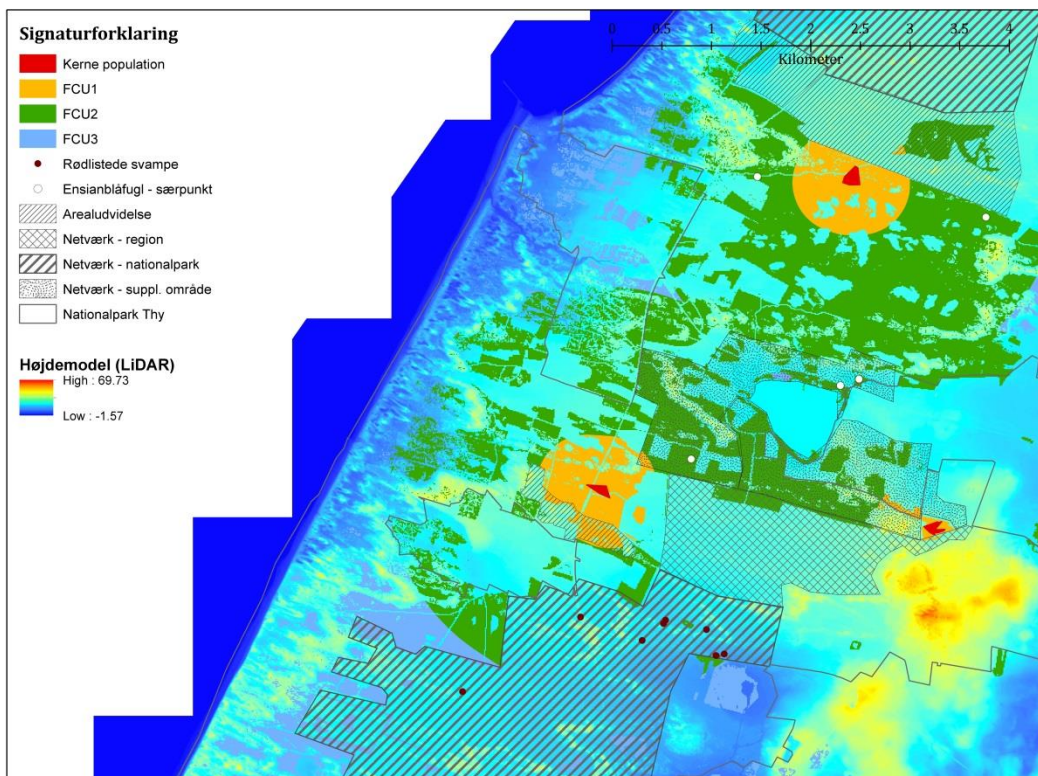 Signaturforklaring
Kerne population
FCU1
FCU2
FCU3
Rødlistede svampe
Ensianblåfugl - særpunkt
Arealudvidelse
Netværk - region
Netværk - nationalpark
Netværk - suppl. område
Nationalpark Thy
Højdemodel (LiDAR)
High : 69.73
Low : -1.57
0 0.5 1 2 2.5 3 3.5 4
Kilometer